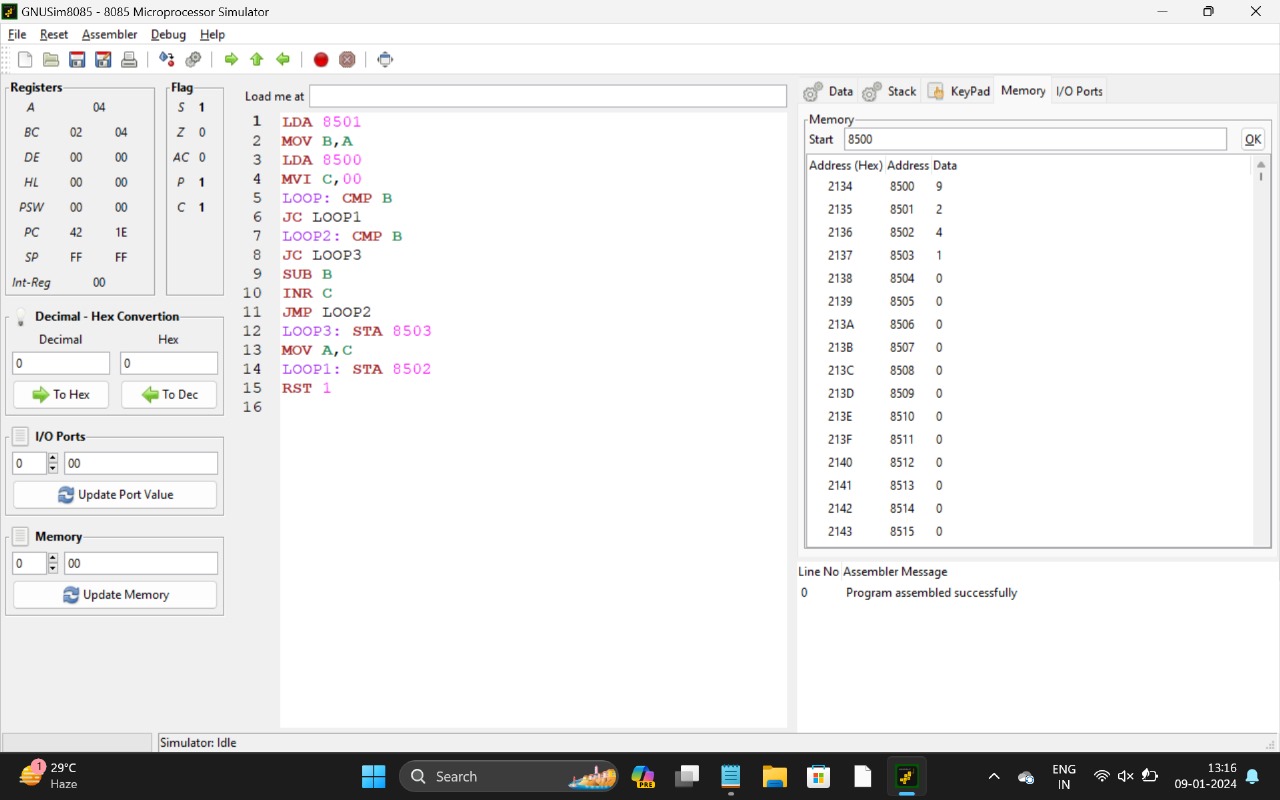 GNUSim8085 - 8085 Microprocessor Simulator
File Reset Assembler Debug Help
Registers
A 04
BC 02 04
DE 00 00
HL 00 00
PSW 00 00
PC 42 1E
SP FF FF
Int-Reg 00
Flag
S 1
Z 0
AC 0
P 1
C 1
Decimal - Hex Convertion
Decimal Hex
0 0
To Hex To Dec
I/O Ports
0 00
Update Port Value
Memory
0 00
Update Memory
Load me at
1 LDA 8501
2 MOV B,A
3 LDA 8500
4 MVI C,00
5 LOOP: CMP B
6 JC LOOP1
7 LOOP2: CMP B
8 JC LOOP3
9 SUB B
10 INR C
11 JMP LOOP2
12 LOOP3: STA 8503
13 MOV A,C
14 LOOP1: STA 8502
15 RST 1
16
Data Stack KeyPad Memory I/O Ports
Memory
Start 8500 OK
Address (Hex) Address Data
2134 8500 9
2135 8501 2
2136 8502 4
2137 8503 1
2138 8504 0
2139 8505 0
213A 8506 0
213B 8507 0
213C 8508 0
213D 8509 0
213E 8510 0
213F 8511 0
2140 8512 0
2141 8513 0
2142 8514 0
2143 8515 0
Line No Assembler Message
0 Program assembled successfully
Simulator: Idle
1
29°C
Haze
Search
PRE
ENG
IN
13:16
09-01-2024